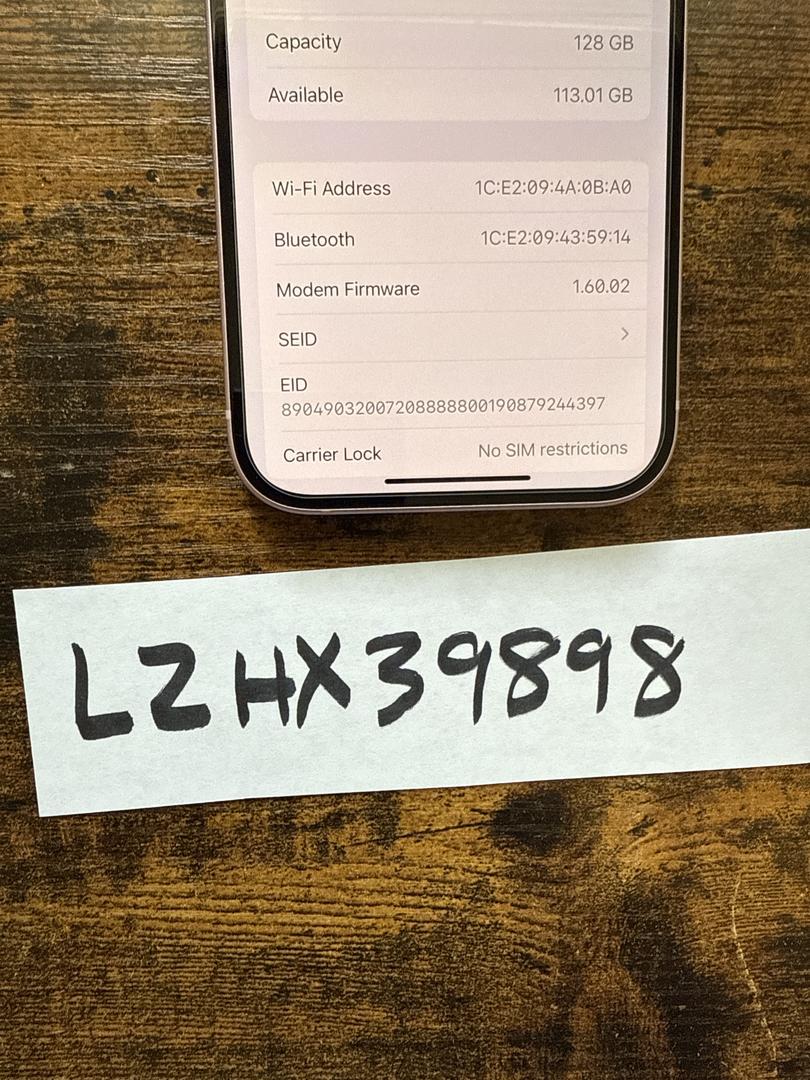 Capacity 128 GB
Available 113.01 GB
Wi-Fi Address 1C:E2:09:4A:0B:A0
Bluetooth 1C:E2:09:43:59:14
Modem Firmware 1.60.02
SEID
EID
89049032007208888800190879244397
Carrier Lock No SIM restrictions
LZHX39898